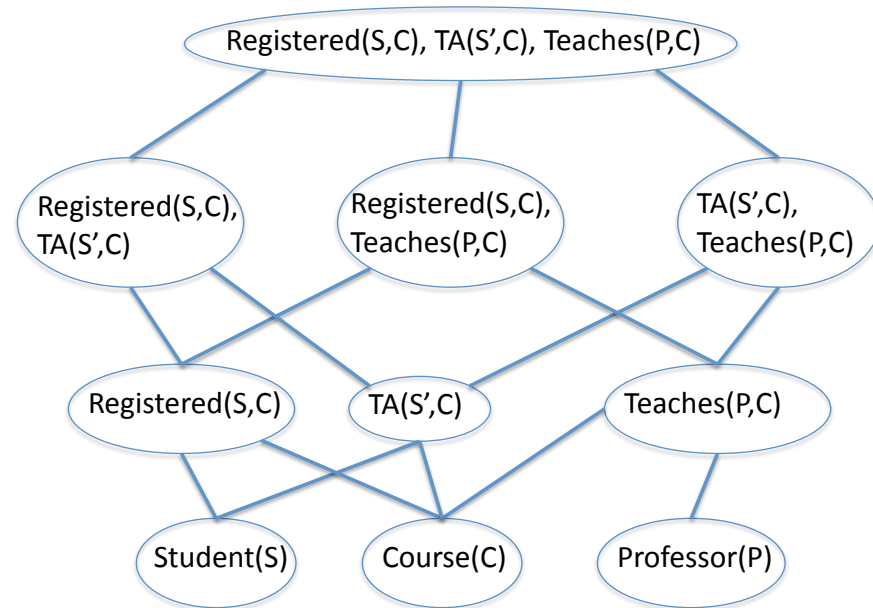 Registered(S,C), TA(S’,C), Teaches(P,C)
Registered(S,C),
TA(S’,C)
Registered(S,C),
Teaches(P,C)
TA(S’,C),
Teaches(P,C)
Registered(S,C)
TA(S’,C)
Teaches(P,C)
Student(S)
Course(C)
Professor(P)